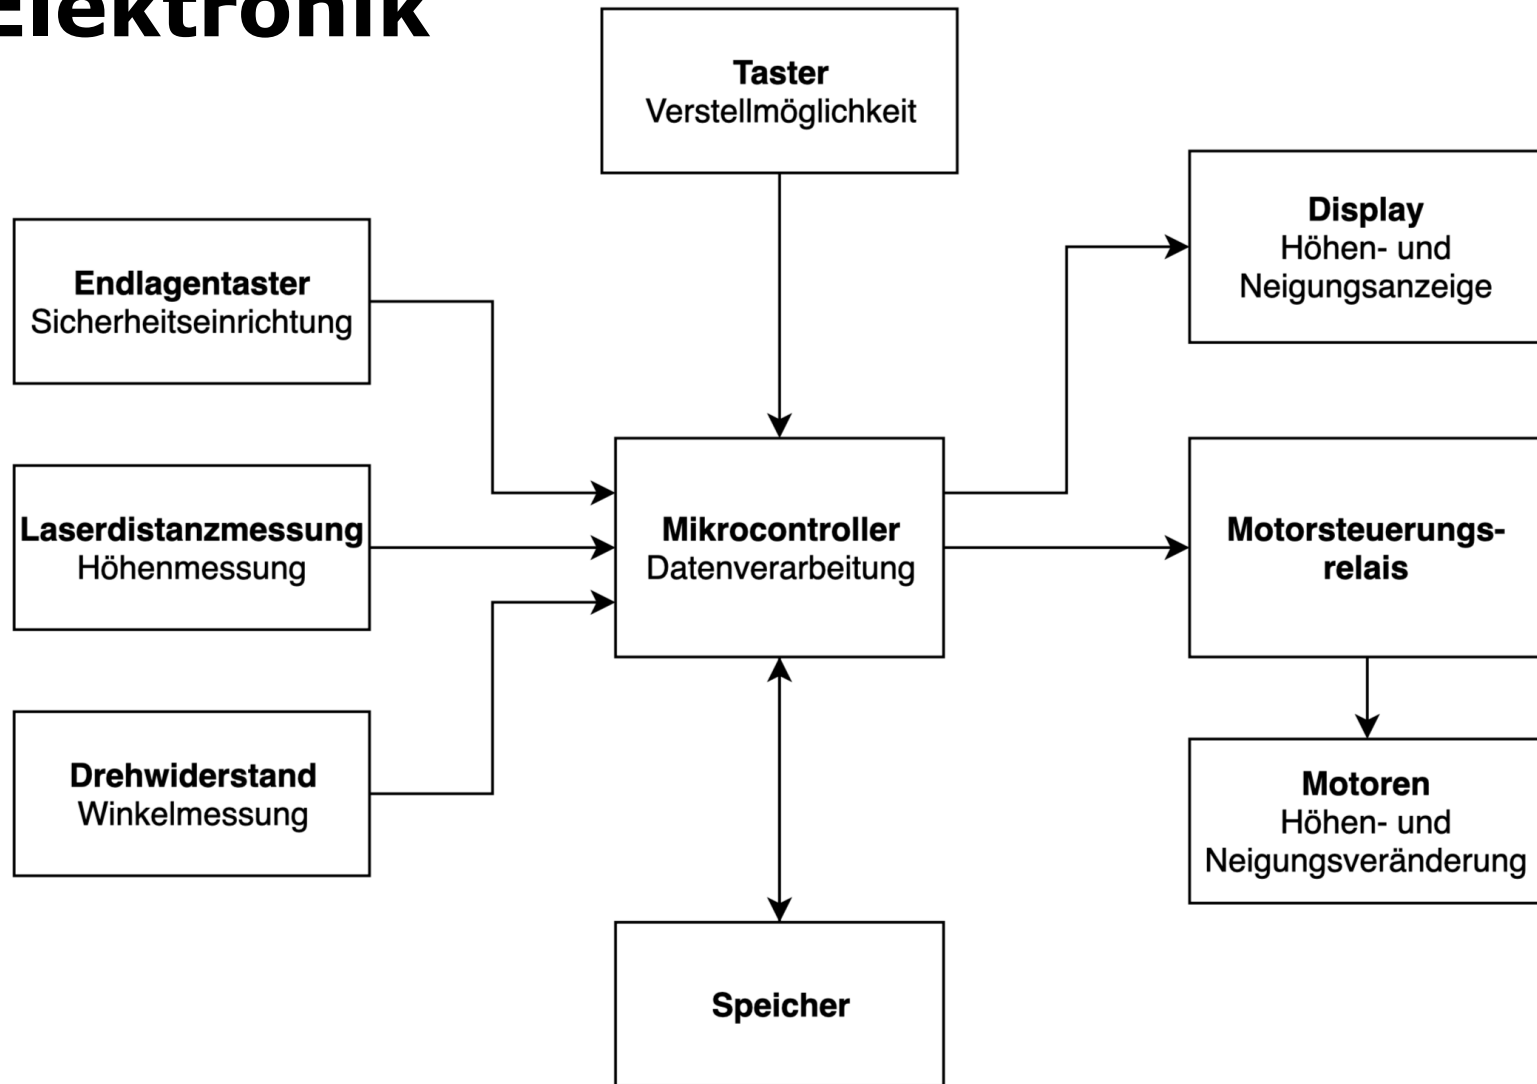 Elektronik
Taster
Verstellmöglichkeit
Display
Höhen- und
Neigungsanzeige
Endlagentaster
Sicherheitseinrichtung
Laserdistanzmessung
Höhenmessung
Mikrocontroller
Datenverarbeitung
Motorsteuerungs-
relais
Drehwiderstand
Winkelmessung
Motoren
Höhen- und
Neigungsveränderung
Speicher